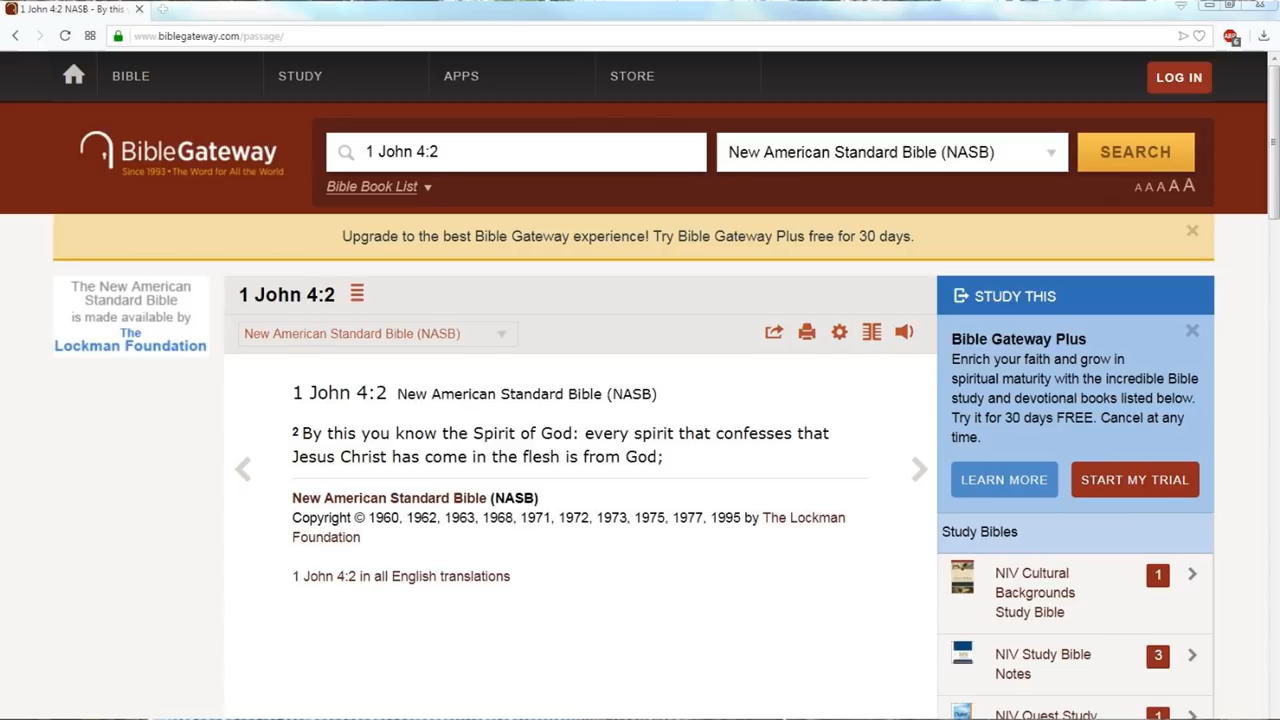 1 John 4:2 NASB - By this
www.biblegateway.com/passage/
ABP
6
BIBLE
STUDY
APPS
STORE
LOG IN
BibleGateway
Since 1993 • The Word for All the World
1 John 4:2
New American Standard Bible (NASB)
SEARCH
Bible Book List
A A A A A
Upgrade to the best Bible Gateway experience! Try Bible Gateway Plus free for 30 days.
The New American
Standard Bible
is made available by
The
Lockman Foundation
1 John 4:2
New American Standard Bible (NASB)
1 John 4:2 New American Standard Bible (NASB)
2 By this you know the Spirit of God: every spirit that confesses that
Jesus Christ has come in the flesh is from God;
New American Standard Bible (NASB)
Copyright © 1960, 1962, 1963, 1968, 1971, 1972, 1973, 1975, 1977, 1995 by The Lockman
Foundation
1 John 4:2 in all English translations
STUDY THIS
Bible Gateway Plus
Enrich your faith and grow in
spiritual maturity with the incredible Bible
study and devotional books listed below.
Try it for 30 days FREE. Cancel at any
time.
LEARN MORE
START MY TRIAL
Study Bibles
NIV Cultural
Backgrounds
Study Bible
1
NIV Study Bible
Notes
3
NIV Quest Study
1